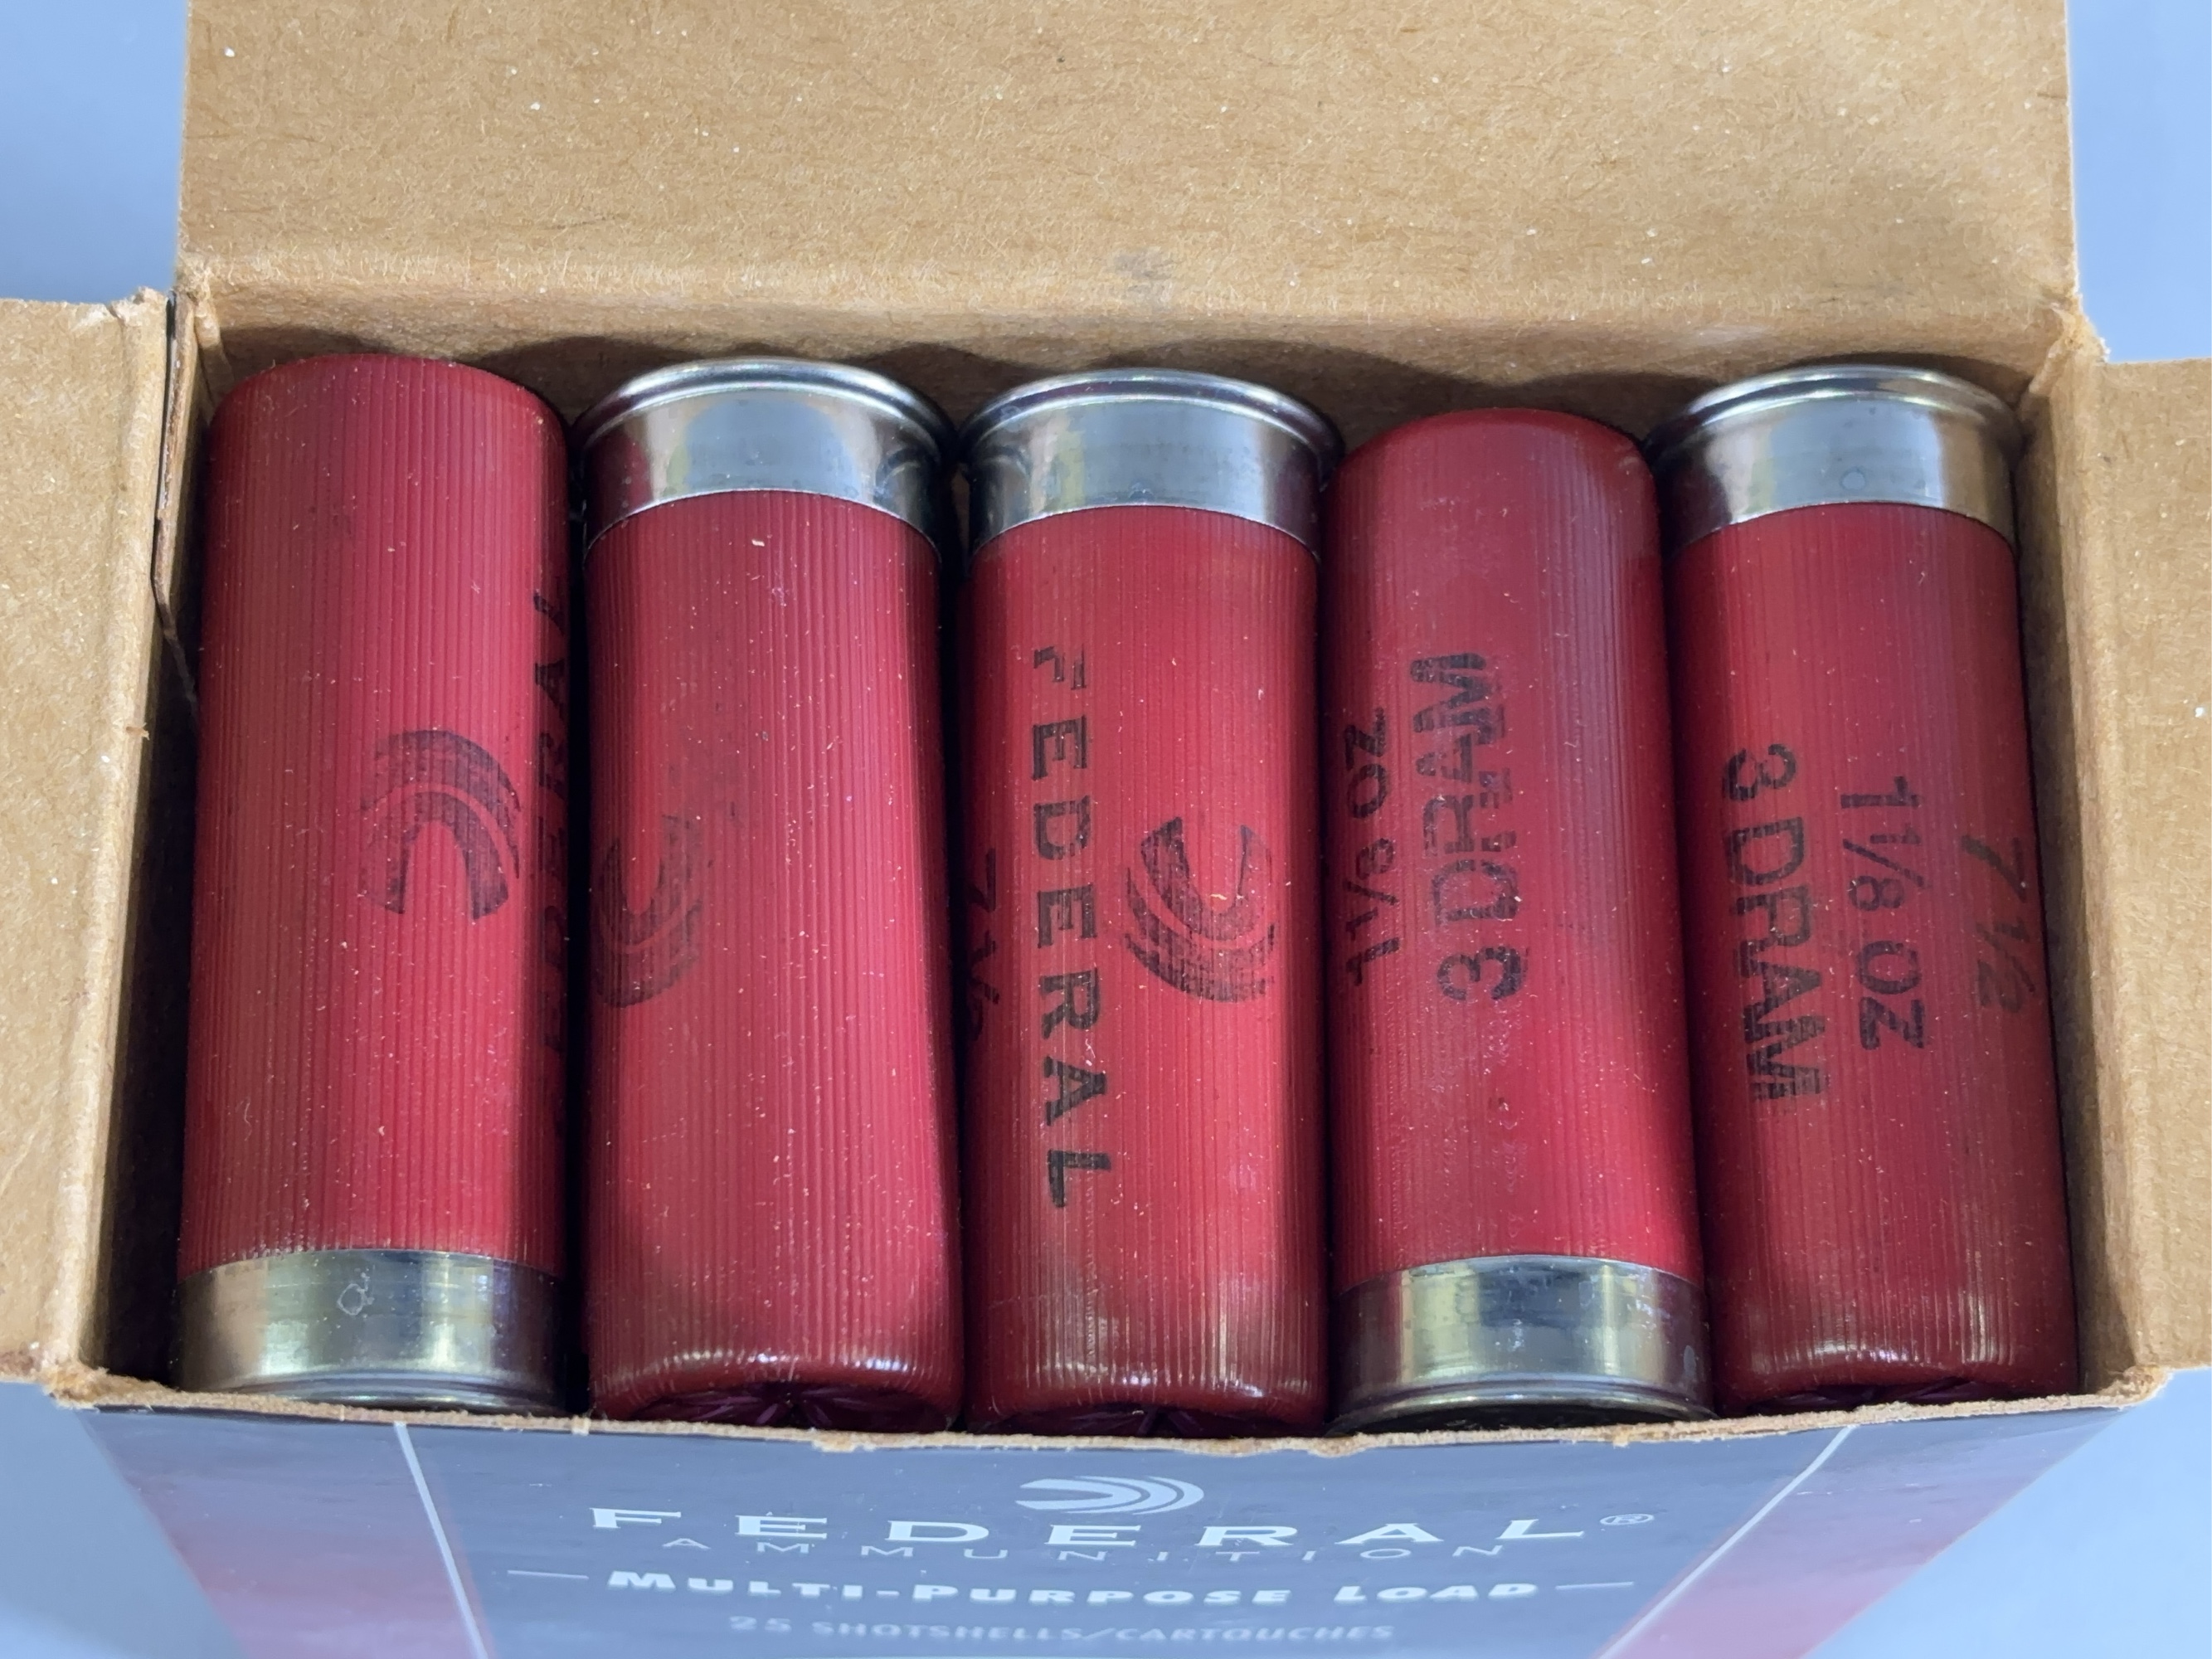 FEDERAL
7½
FEDERAL
1⅛ OZ
3 DRAM
3 DRAM
1⅛ OZ
7½
FEDERAL®
AMMUNITION
MULTI-PURPOSE LOAD
25 SHOTSHELLS/CARTOUCHES